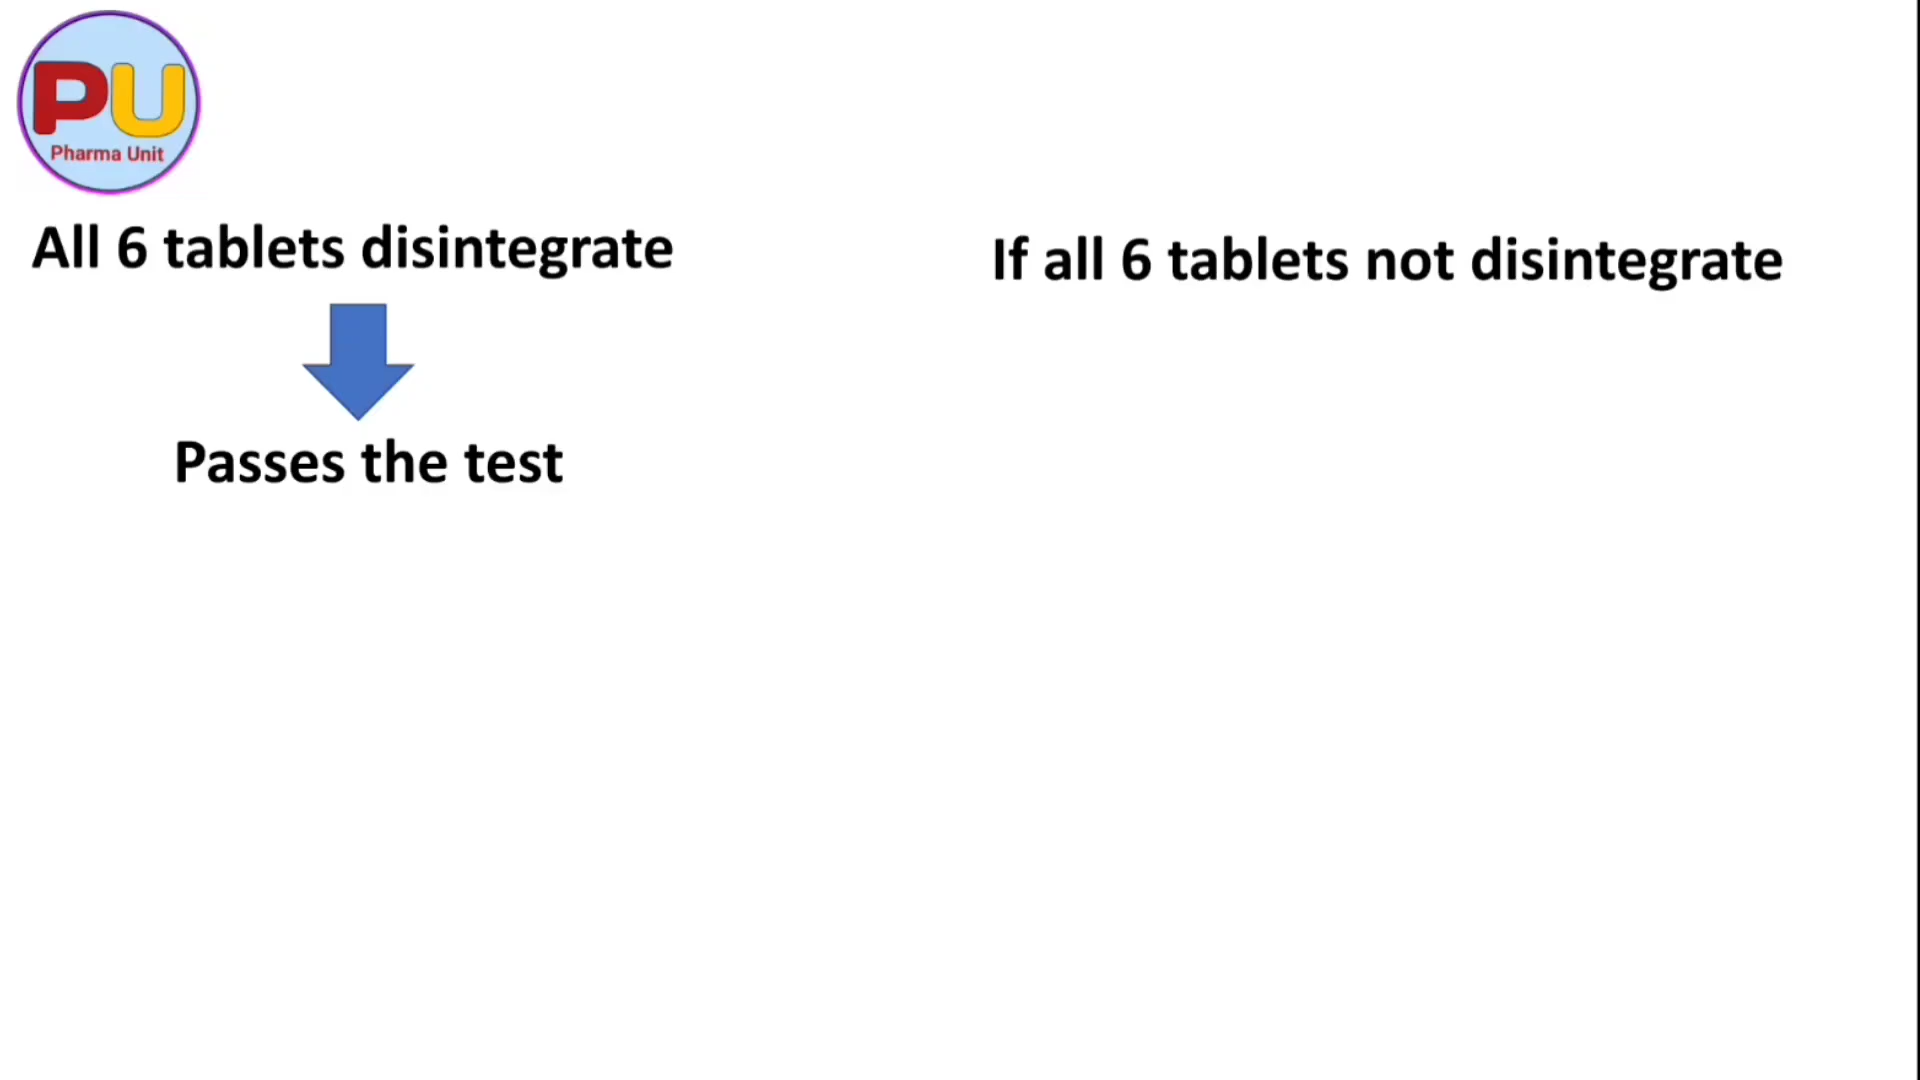 PU
Pharma Unit
All 6 tablets disintegrate
Passes the test
If all 6 tablets not disintegrate